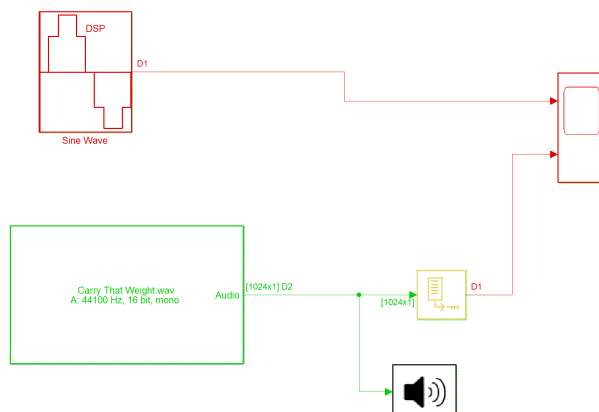 DSP
D1
Sine Wave
Carry That Weight.wav
A: 44100 Hz, 16 bit, mono
Audio
[1024x1] D2
[1024x1]
D1